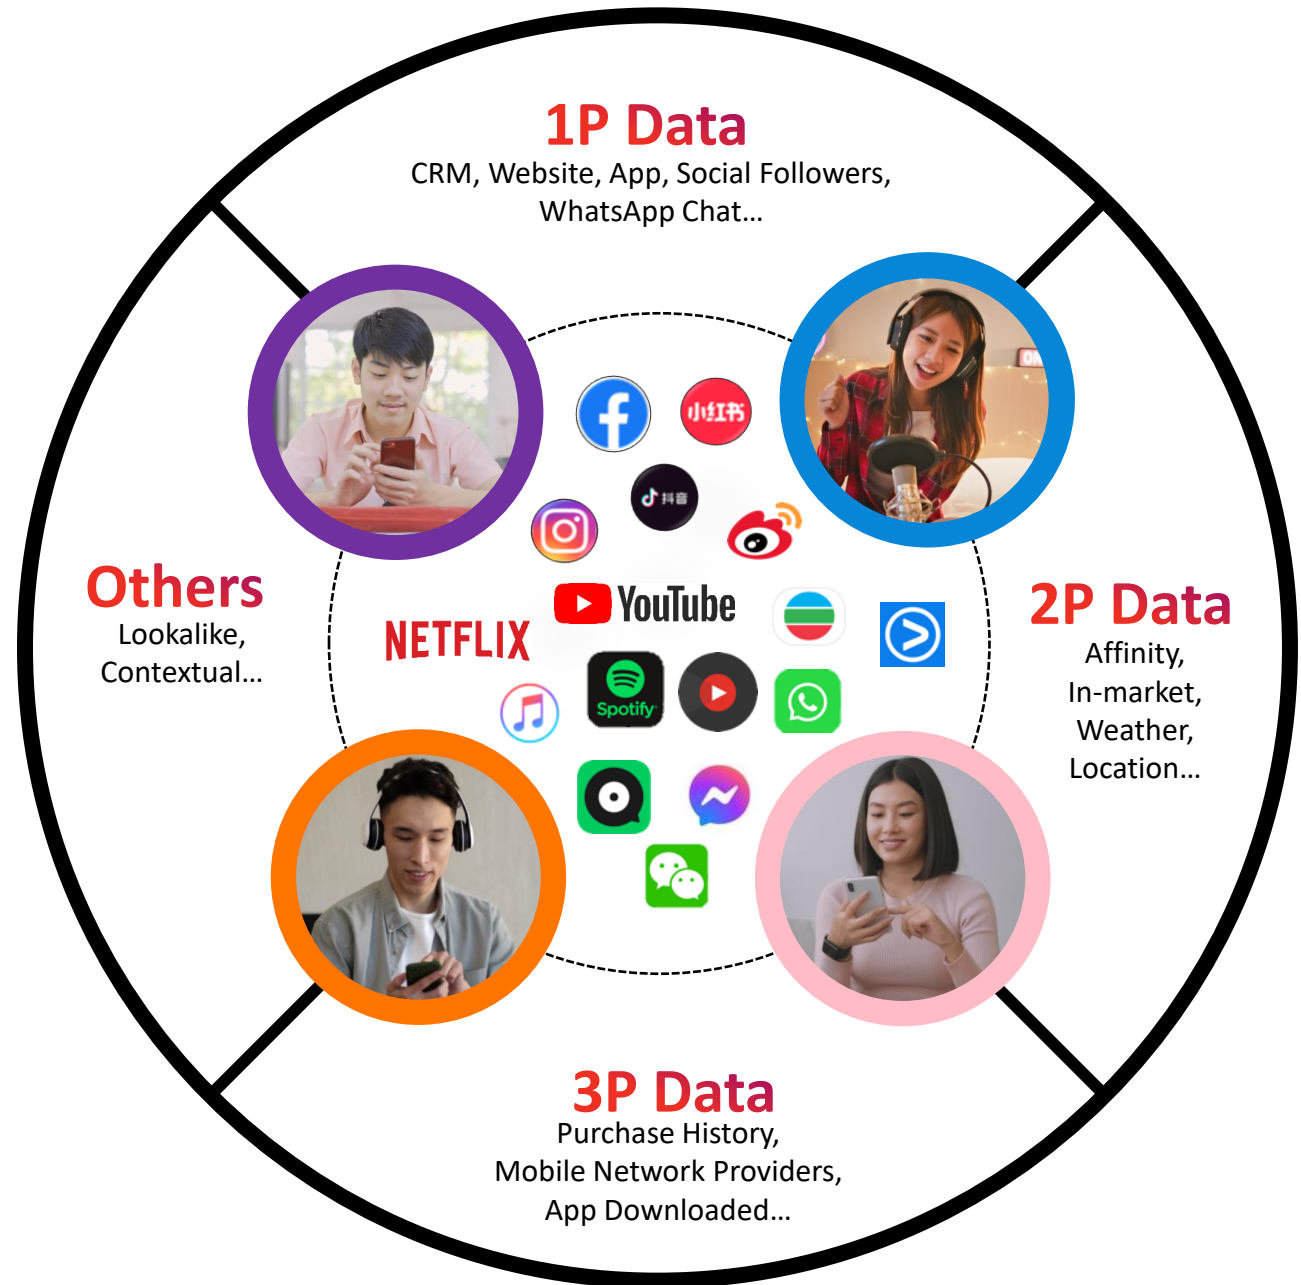 1P Data
CRM, Website, App, Social Followers,
WhatsApp Chat...
小红书
抖音
Others
Lookalike,
Contextual...
YouTube
NETFLIX
Spotify
2P Data
Affinity,
In-market,
Weather,
Location...
3P Data
Purchase History,
Mobile Network Providers,
App Downloaded...